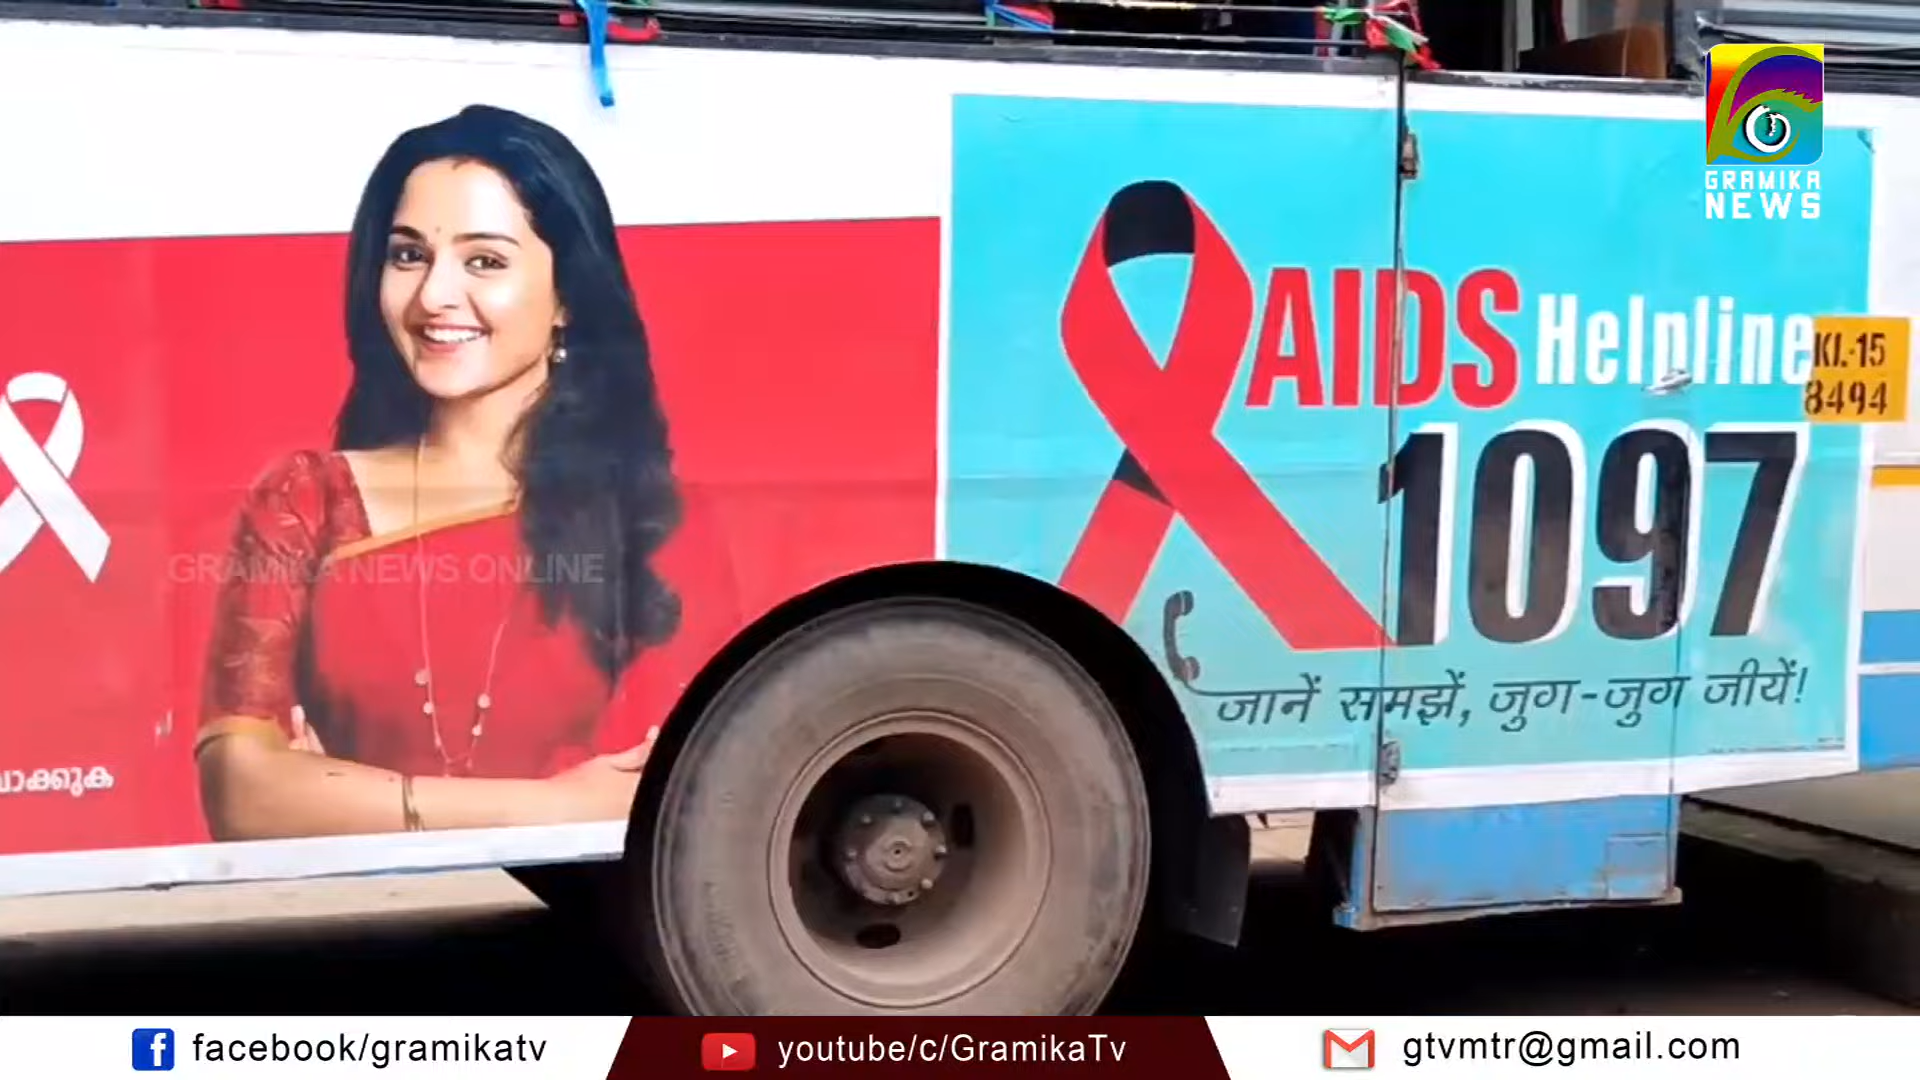 GRAMIKA
NEWS
AIDS Helpline
KL-15
8494
1097
GRAMIKA NEWS ONLINE
जानें समझें, जुग-जुग जीयें!
facebook/gramikatv
youtube/c/GramikaTv
gtvmtr@gmail.com